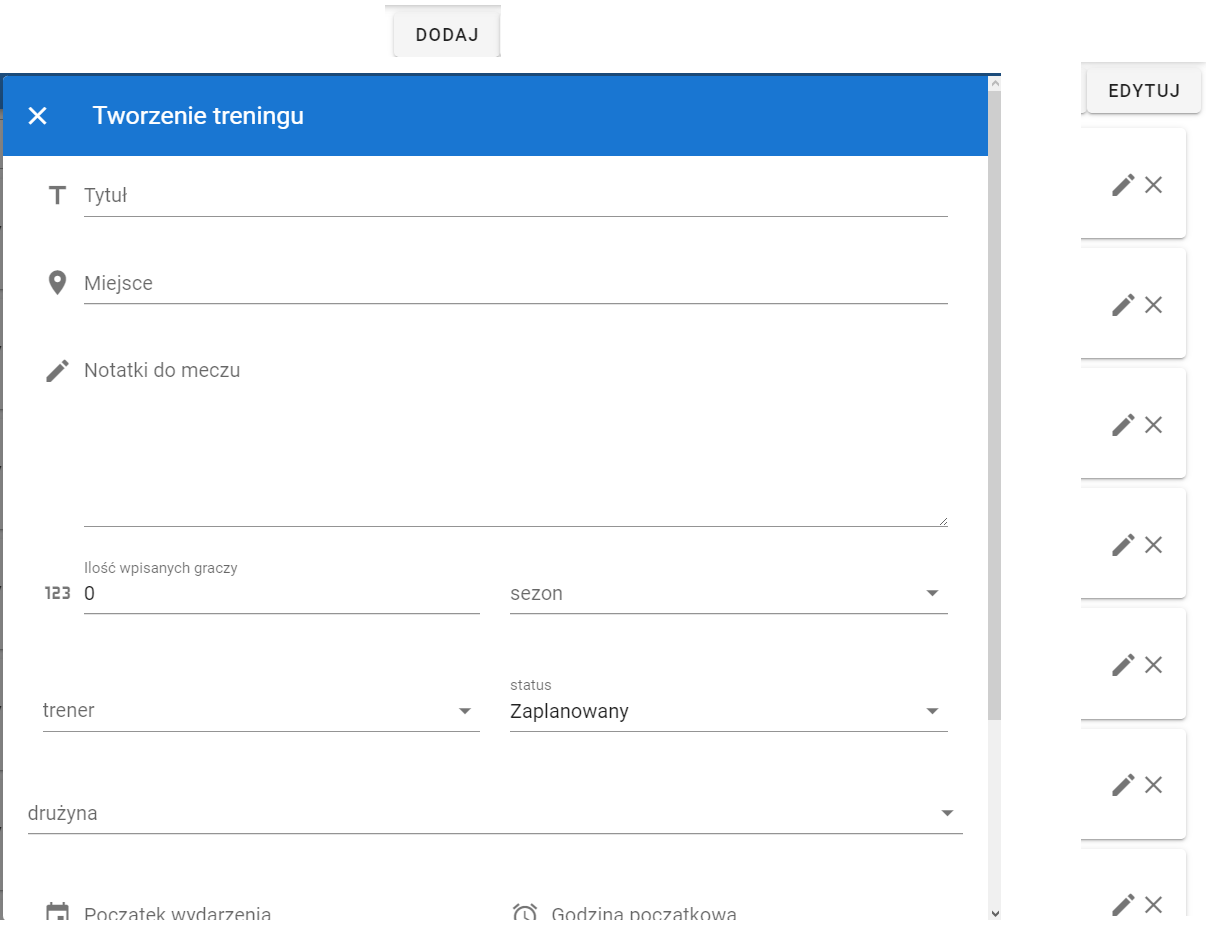 DODAJ
EDYTUJ
Tworzenie treningu
Tytuł
Miejsce
Notatki do meczu
Ilość wpisanych graczy
123 0
sezon
trener
status
Zaplanowany
drużyna
Początek wydarzenia
Godzina początkowa